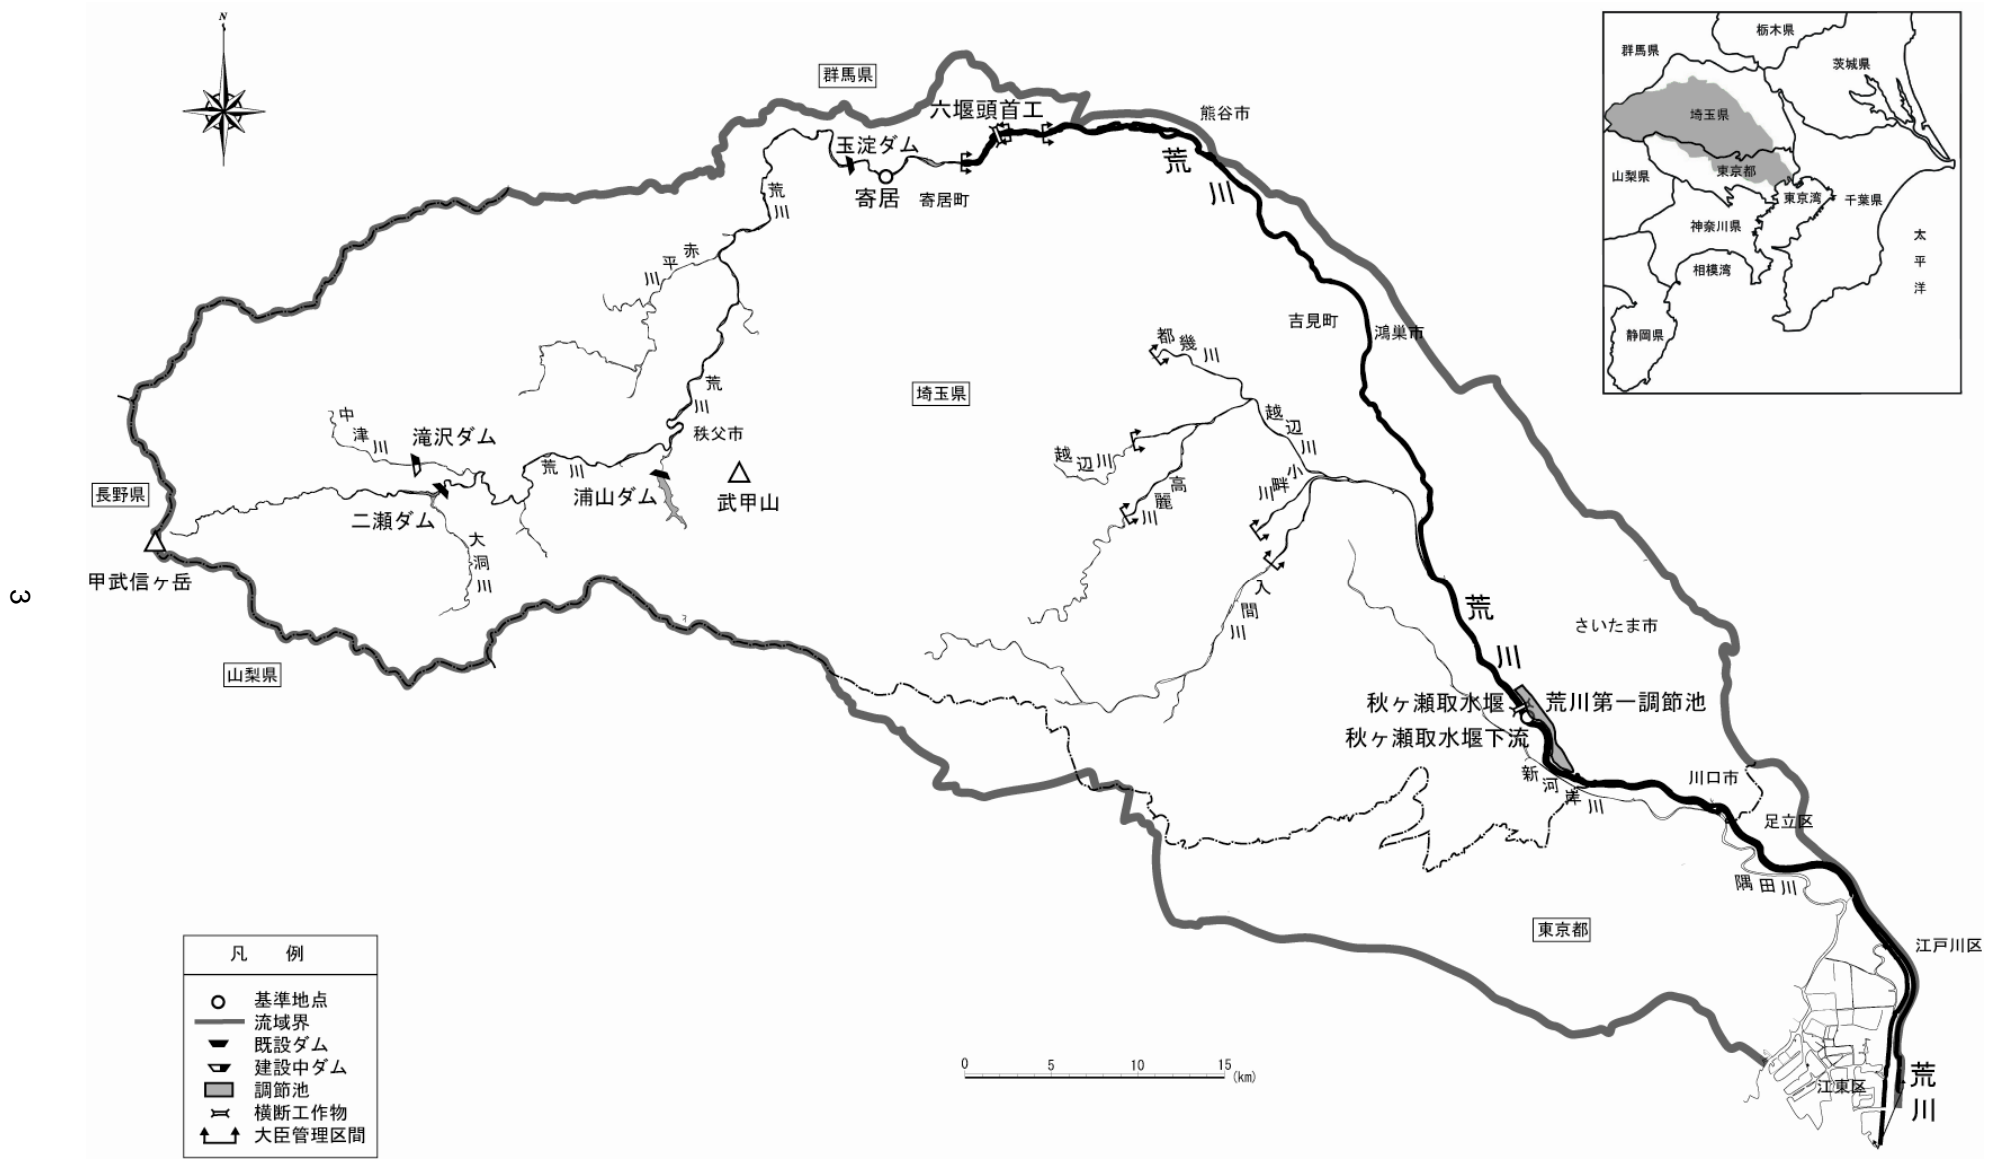 N
群馬県
六堰頭首工
熊谷市
玉淀ダム
荒川
寄居
寄居町
荒川
赤平川
吉見町
鴻巣市
都幾川
荒川
埼玉県
越辺川
秩父市
中津川
滝沢ダム
荒川
浦山ダム
武甲山
越辺川
高麗川
小畔川
長野県
二瀬ダム
大洞川
甲武信ヶ岳
入間川
荒川
さいたま市
山梨県
秋ヶ瀬取水堰
荒川第一調節池
秋ヶ瀬取水堰下流
新河岸川
川口市
足立区
隅田川
東京都
江戸川区
江東区
荒川
栃木県
群馬県
茨城県
埼玉県
山梨県
東京都
東京湾
千葉県
神奈川県
太平洋
相模湾
静岡県
凡 例
基準地点
流域界
既設ダム
建設中ダム
調節池
横断工作物
大臣管理区間
0 5 10 15 (km)
3